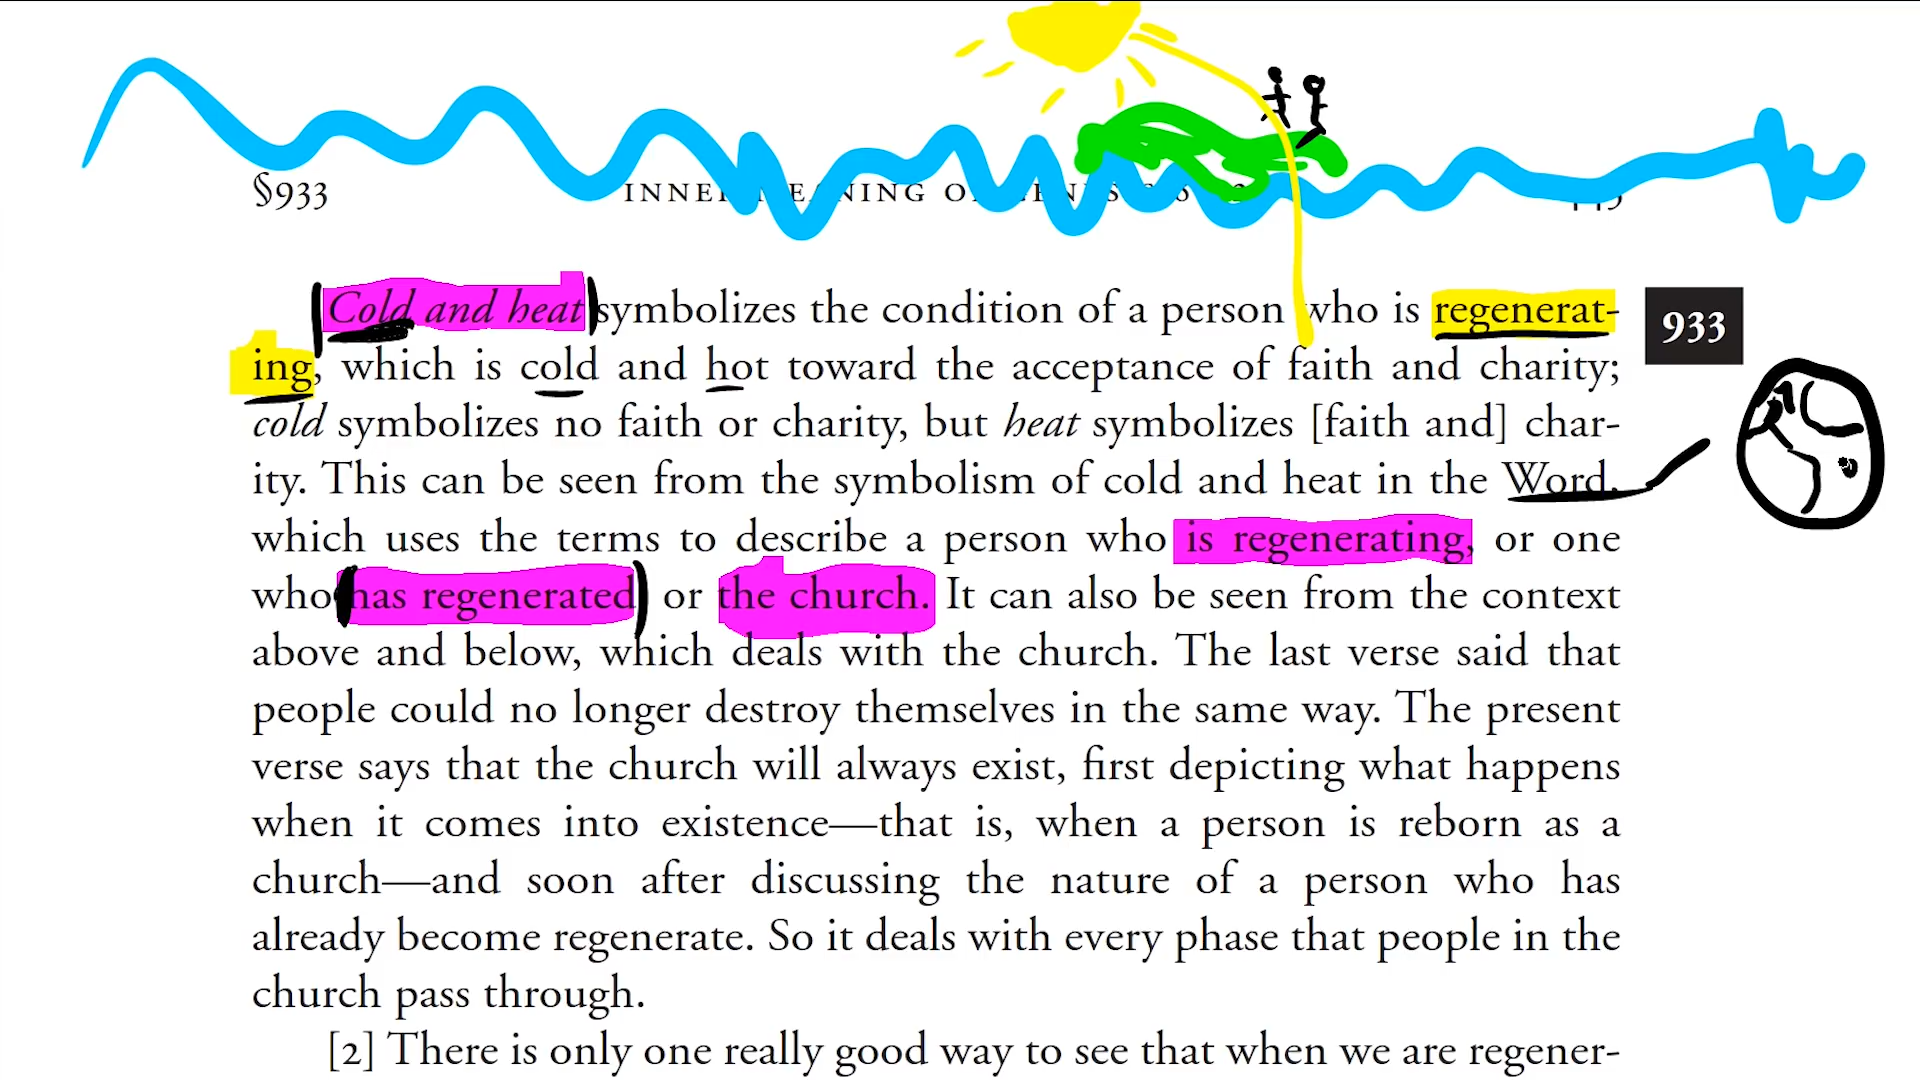 §933
INNER MEANING OF GENESIS
Cold and heat symbolizes the condition of a person who is regenerat-
933
ing, which is cold and hot toward the acceptance of faith and charity;
cold symbolizes no faith or charity, but heat symbolizes [faith and] char-
ity. This can be seen from the symbolism of cold and heat in the Word,
which uses the terms to describe a person who is regenerating, or one
who has regenerated, or the church. It can also be seen from the context
above and below, which deals with the church. The last verse said that
people could no longer destroy themselves in the same way. The present
verse says that the church will always exist, first depicting what happens
when it comes into existence—that is, when a person is reborn as a
church—and soon after discussing the nature of a person who has
already become regenerate. So it deals with every phase that people in the
church pass through.
[2] There is only one really good way to see that when we are regener-